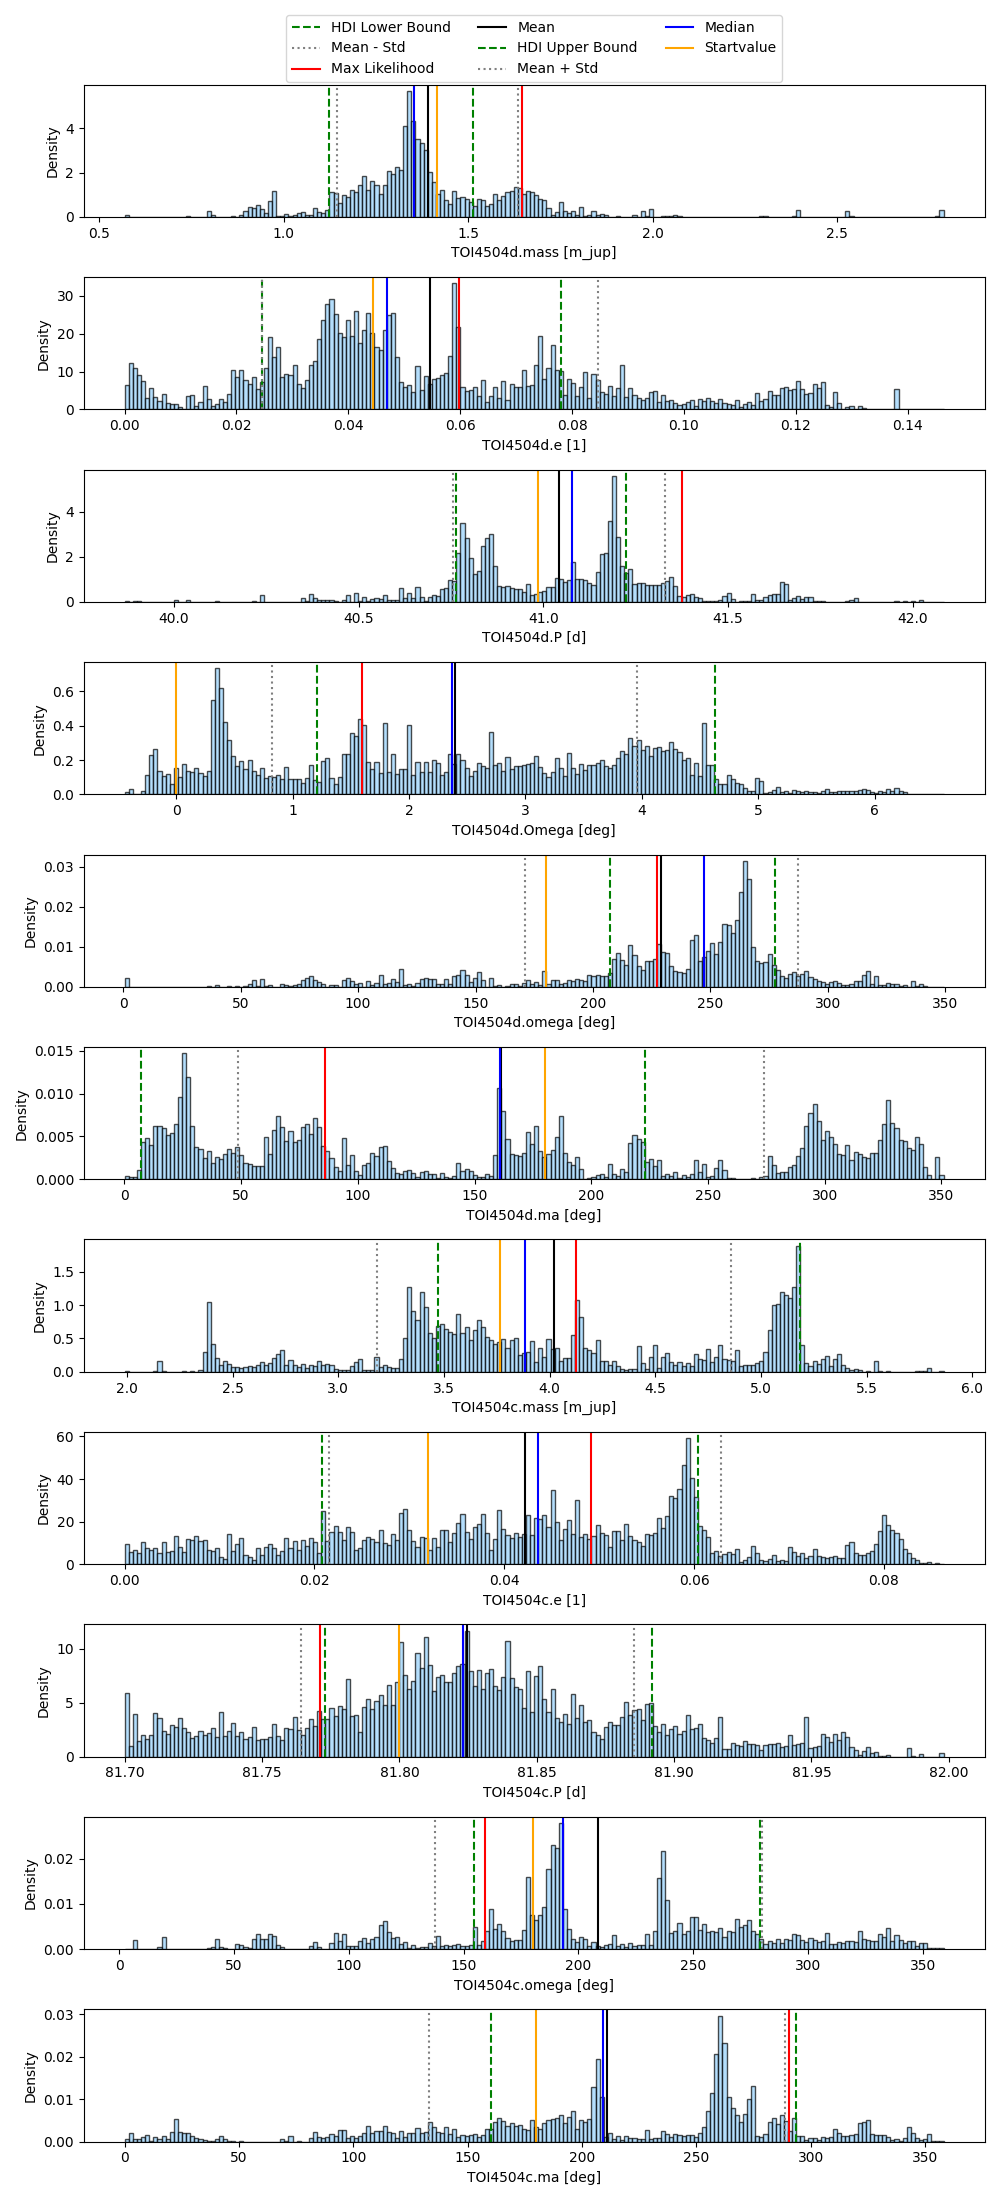 HDI Lower Bound Mean Median
Mean - Std HDI Upper Bound Startvalue
Max Likelihood Mean + Std
Density
4
2
0
0.5 1.0 1.5 2.0 2.5
TOI4504d.mass [m_jup]
Density
30
20
10
0
0.00 0.02 0.04 0.06 0.08 0.10 0.12 0.14
TOI4504d.e [1]
Density
4
2
0
40.0 40.5 41.0 41.5 42.0
TOI4504d.P [d]
Density
0.6
0.4
0.2
0.0
0 1 2 3 4 5 6
TOI4504d.Omega [deg]
Density
0.03
0.02
0.01
0.00
0 50 100 150 200 250 300 350
TOI4504d.omega [deg]
Density
0.015
0.010
0.005
0.000
0 50 100 150 200 250 300 350
TOI4504d.ma [deg]
Density
1.5
1.0
0.5
0.0
2.0 2.5 3.0 3.5 4.0 4.5 5.0 5.5 6.0
TOI4504c.mass [m_jup]
Density
60
40
20
0
0.00 0.02 0.04 0.06 0.08
TOI4504c.e [1]
Density
10
5
0
81.70 81.75 81.80 81.85 81.90 81.95 82.00
TOI4504c.P [d]
Density
0.02
0.01
0.00
0 50 100 150 200 250 300 350
TOI4504c.omega [deg]
Density
0.03
0.02
0.01
0.00
0 50 100 150 200 250 300 350
TOI4504c.ma [deg]